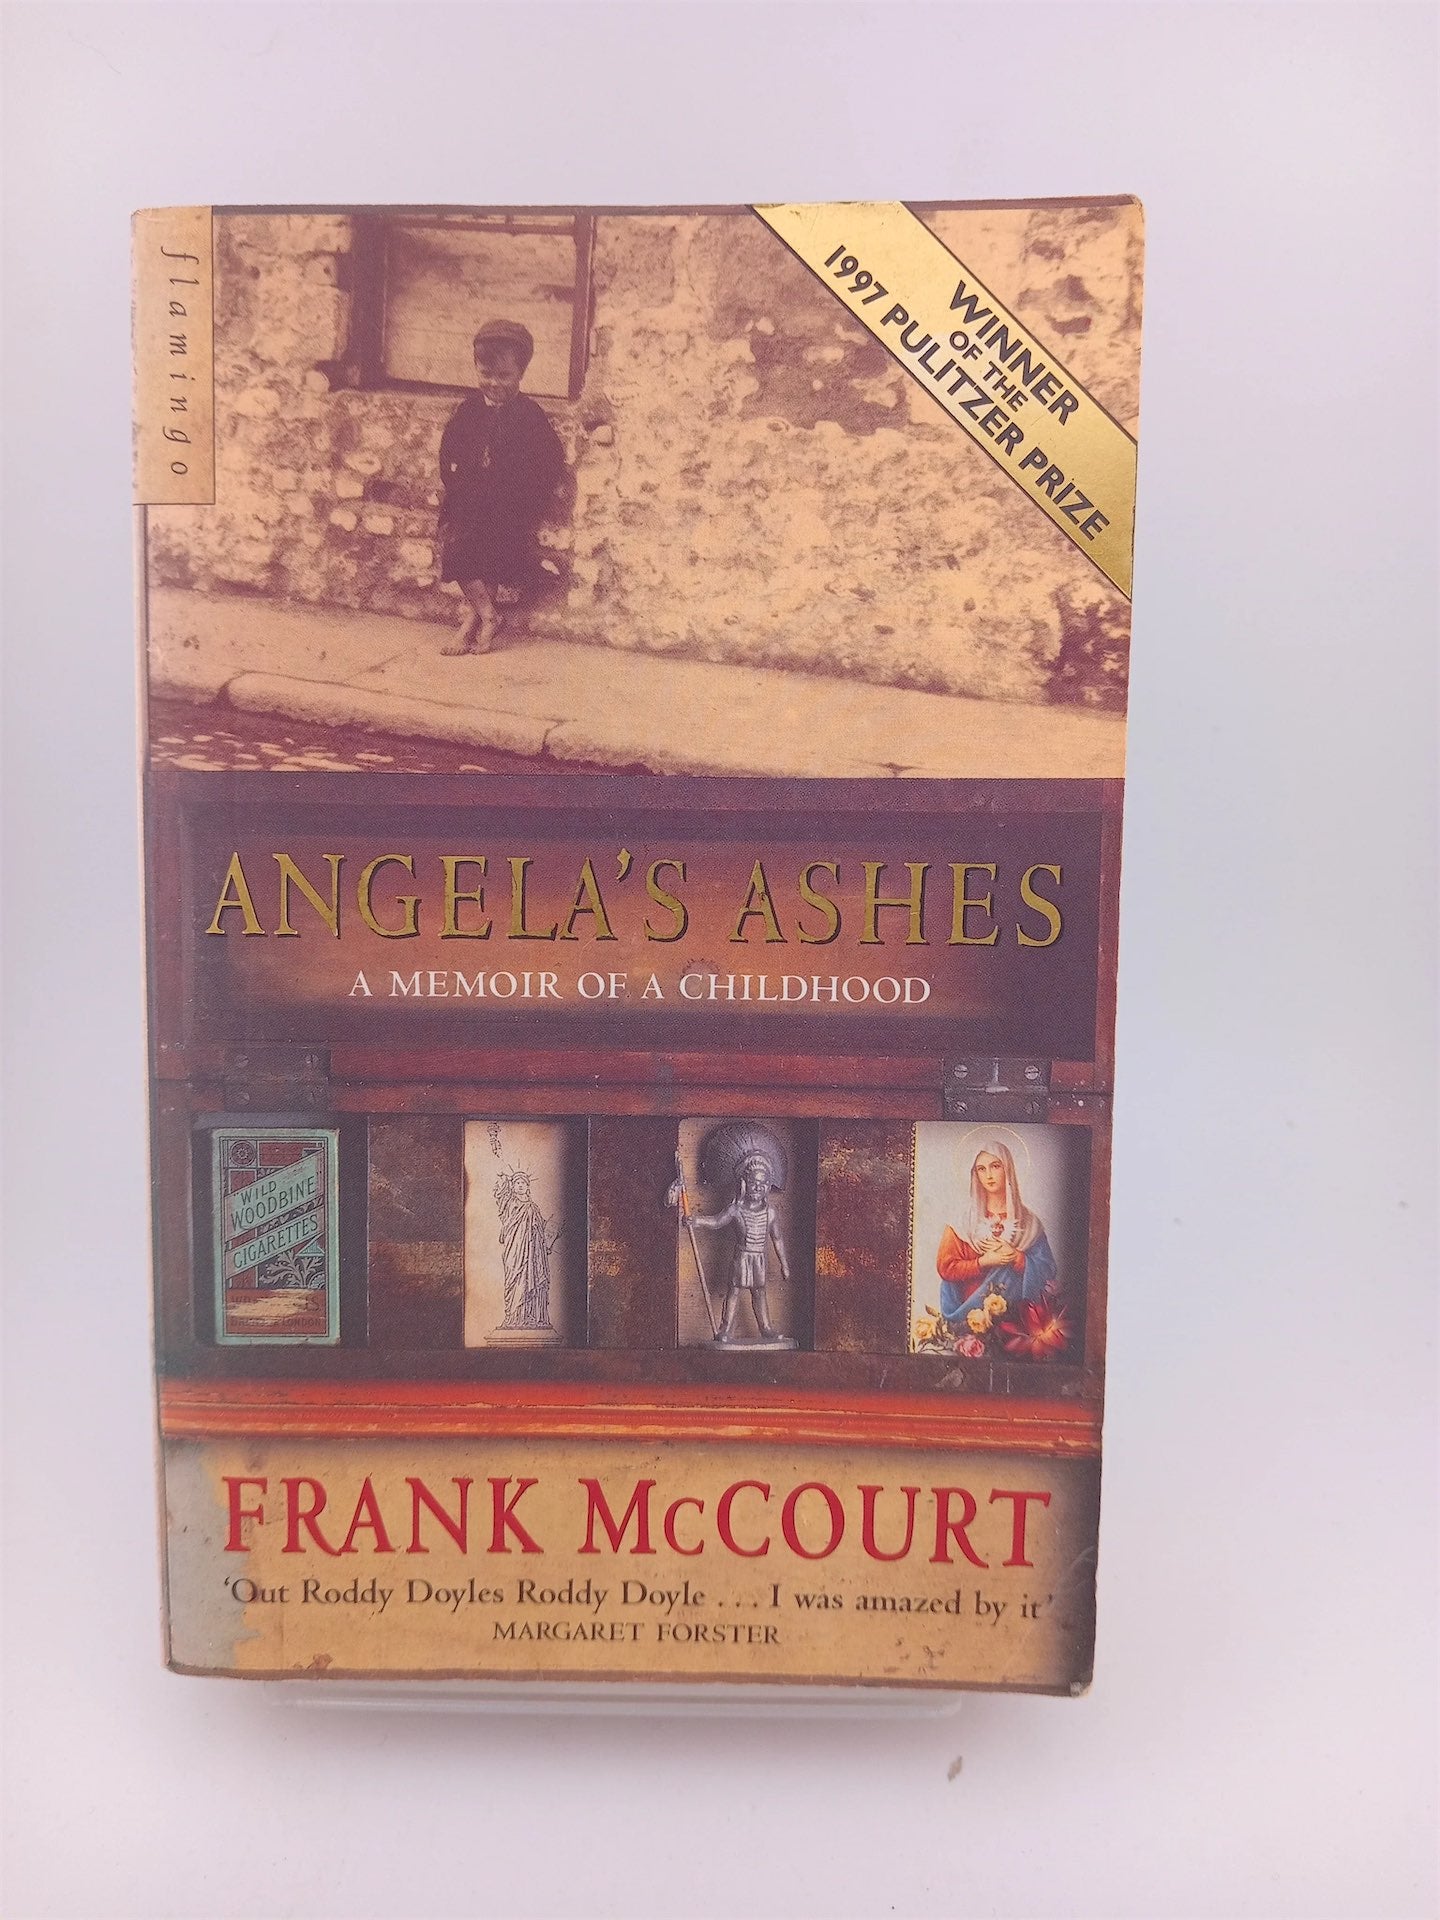 flamingo
WINNER
OF THE
1997 PULITZER PRIZE
ANGELA'S ASHES
A MEMOIR OF A CHILDHOOD
"WILD
WOODBINE"
CIGARETTES
& LONDON
FRANK McCOURT
'Out Roddy Doyles Roddy Doyle . . . I was amazed by it'
MARGARET FORSTER